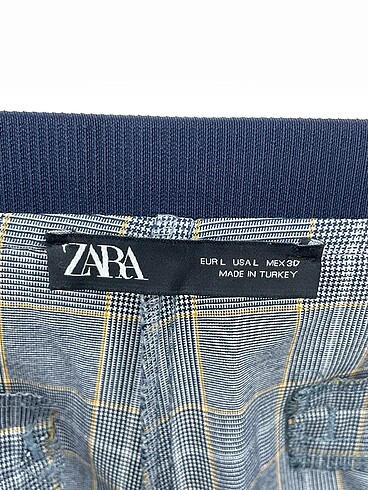 ZARA
EUR L USA L MEX 30
MADE IN TURKEY